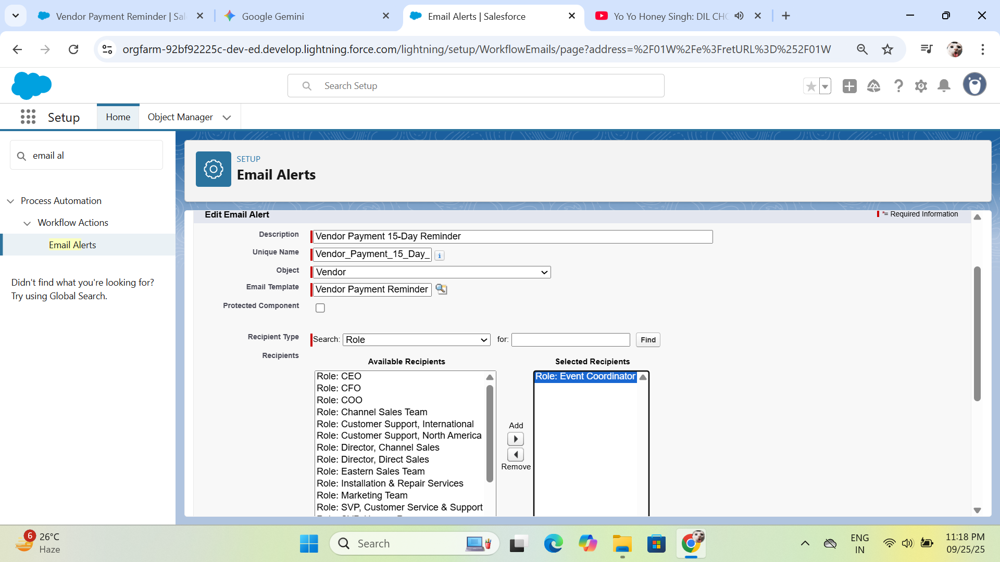 Vendor Payment Reminder | Sal
Google Gemini
Email Alerts | Salesforce
Yo Yo Honey Singh: DIL CHO
orgfarm-92bf92225c-dev-ed.develop.lightning.force.com/lightning/setup/WorkflowEmails/page?address=%2F01W%2Fe%3FretURL%3D%252F01W
Search Setup
Setup
Home
Object Manager
email al
Process Automation
Workflow Actions
Email Alerts
Didn't find what you're looking for?
Try using Global Search.
SETUP
Email Alerts
Edit Email Alert
*= Required Information
Description
Vendor Payment 15-Day Reminder
Unique Name
Vendor_Payment_15_Day_
i
Object
Vendor
Email Template
Vendor Payment Reminder
Protected Component
Recipient Type
Search: Role
for:
Find
Recipients
Available Recipients
Selected Recipients
Role: CEO
Role: CFO
Role: COO
Role: Channel Sales Team
Role: Customer Support, International
Role: Customer Support, North America
Role: Director, Channel Sales
Role: Director, Direct Sales
Role: Eastern Sales Team
Role: Installation & Repair Services
Role: Marketing Team
Role: SVP, Customer Service & Support
Add
Remove
Role: Event Coordinator
6
26°C
Haze
Search
ENG
IN
11:18 PM
09/25/25